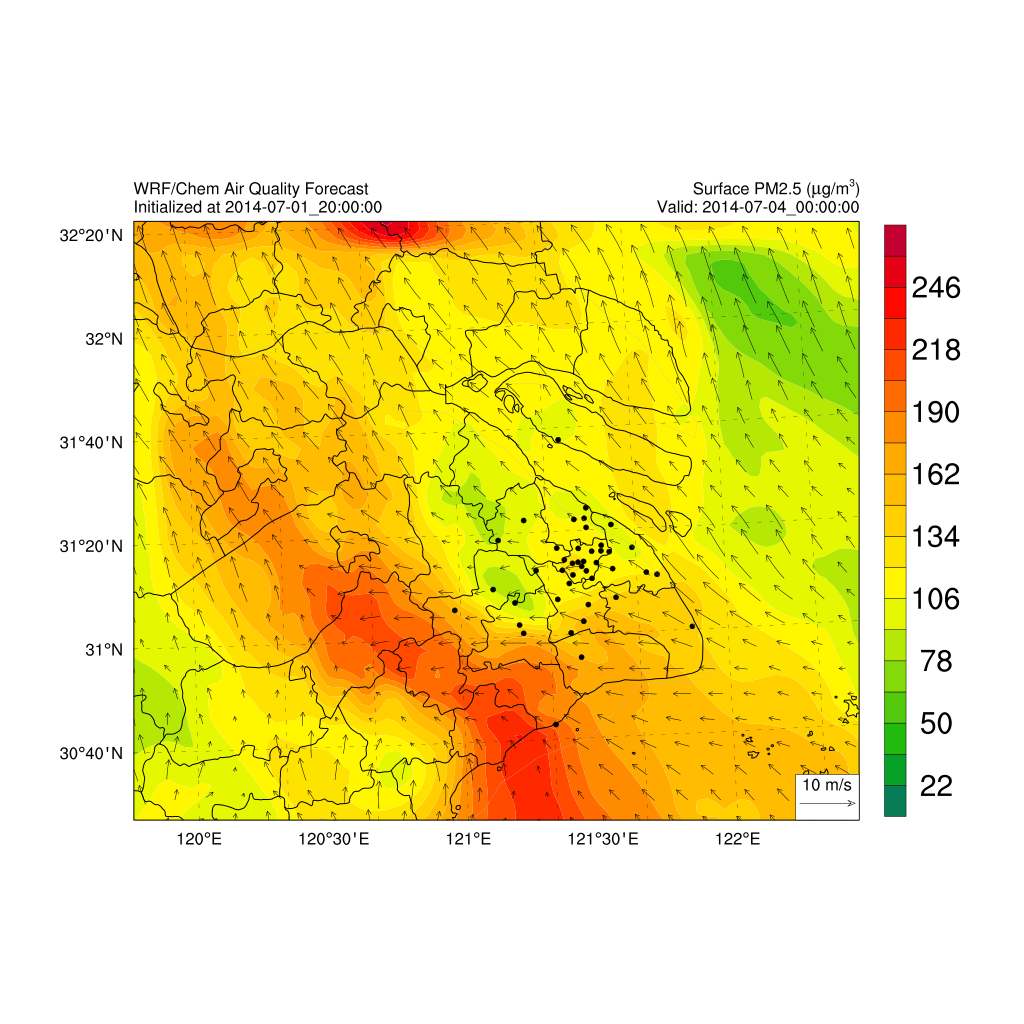 WRF/Chem Air Quality Forecast
Surface PM2.5 (μg/m³)
Initialized at 2014-07-01_20:00:00
Valid: 2014-07-04_00:00:00
32°20'N
32°N
31°40'N
31°20'N
31°N
30°40'N
120°E
120°30'E
121°E
121°30'E
122°E
10 m/s
246
218
190
162
134
106
78
50
22